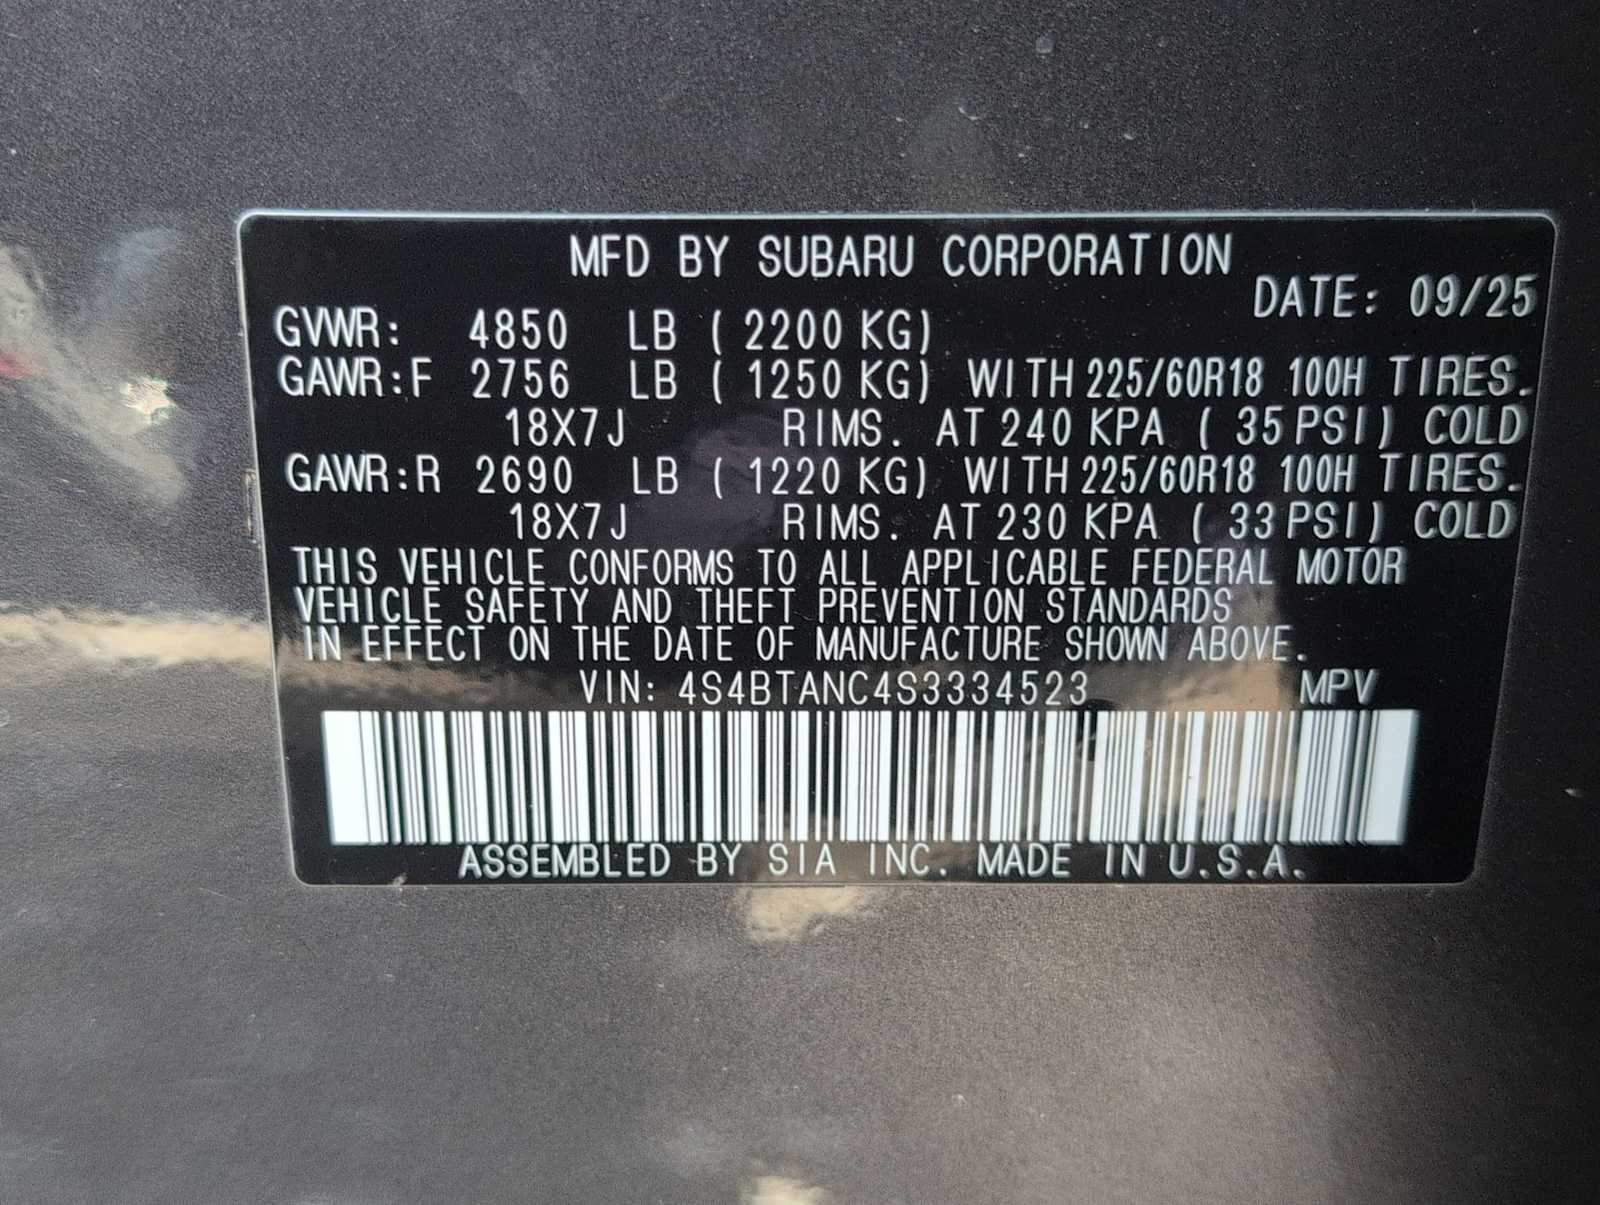 MFD BY SUBARU CORPORATION
DATE: 09/25
GVWR: 4850 LB ( 2200 KG)
GAWR:F 2756 LB ( 1250 KG) WITH 225/60R18 100H TIRES.
18X7J RIMS. AT 240 KPA ( 35 PSI) COLD
GAWR:R 2690 LB ( 1220 KG) WITH 225/60R18 100H TIRES.
18X7J RIMS. AT 230 KPA ( 33 PSI) COLD
THIS VEHICLE CONFORMS TO ALL APPLICABLE FEDERAL MOTOR
VEHICLE SAFETY AND THEFT PREVENTION STANDARDS
IN EFFECT ON THE DATE OF MANUFACTURE SHOWN ABOVE.
VIN: 4S4BTANC4S3334523 MPV
ASSEMBLED BY SIA INC. MADE IN U.S.A.